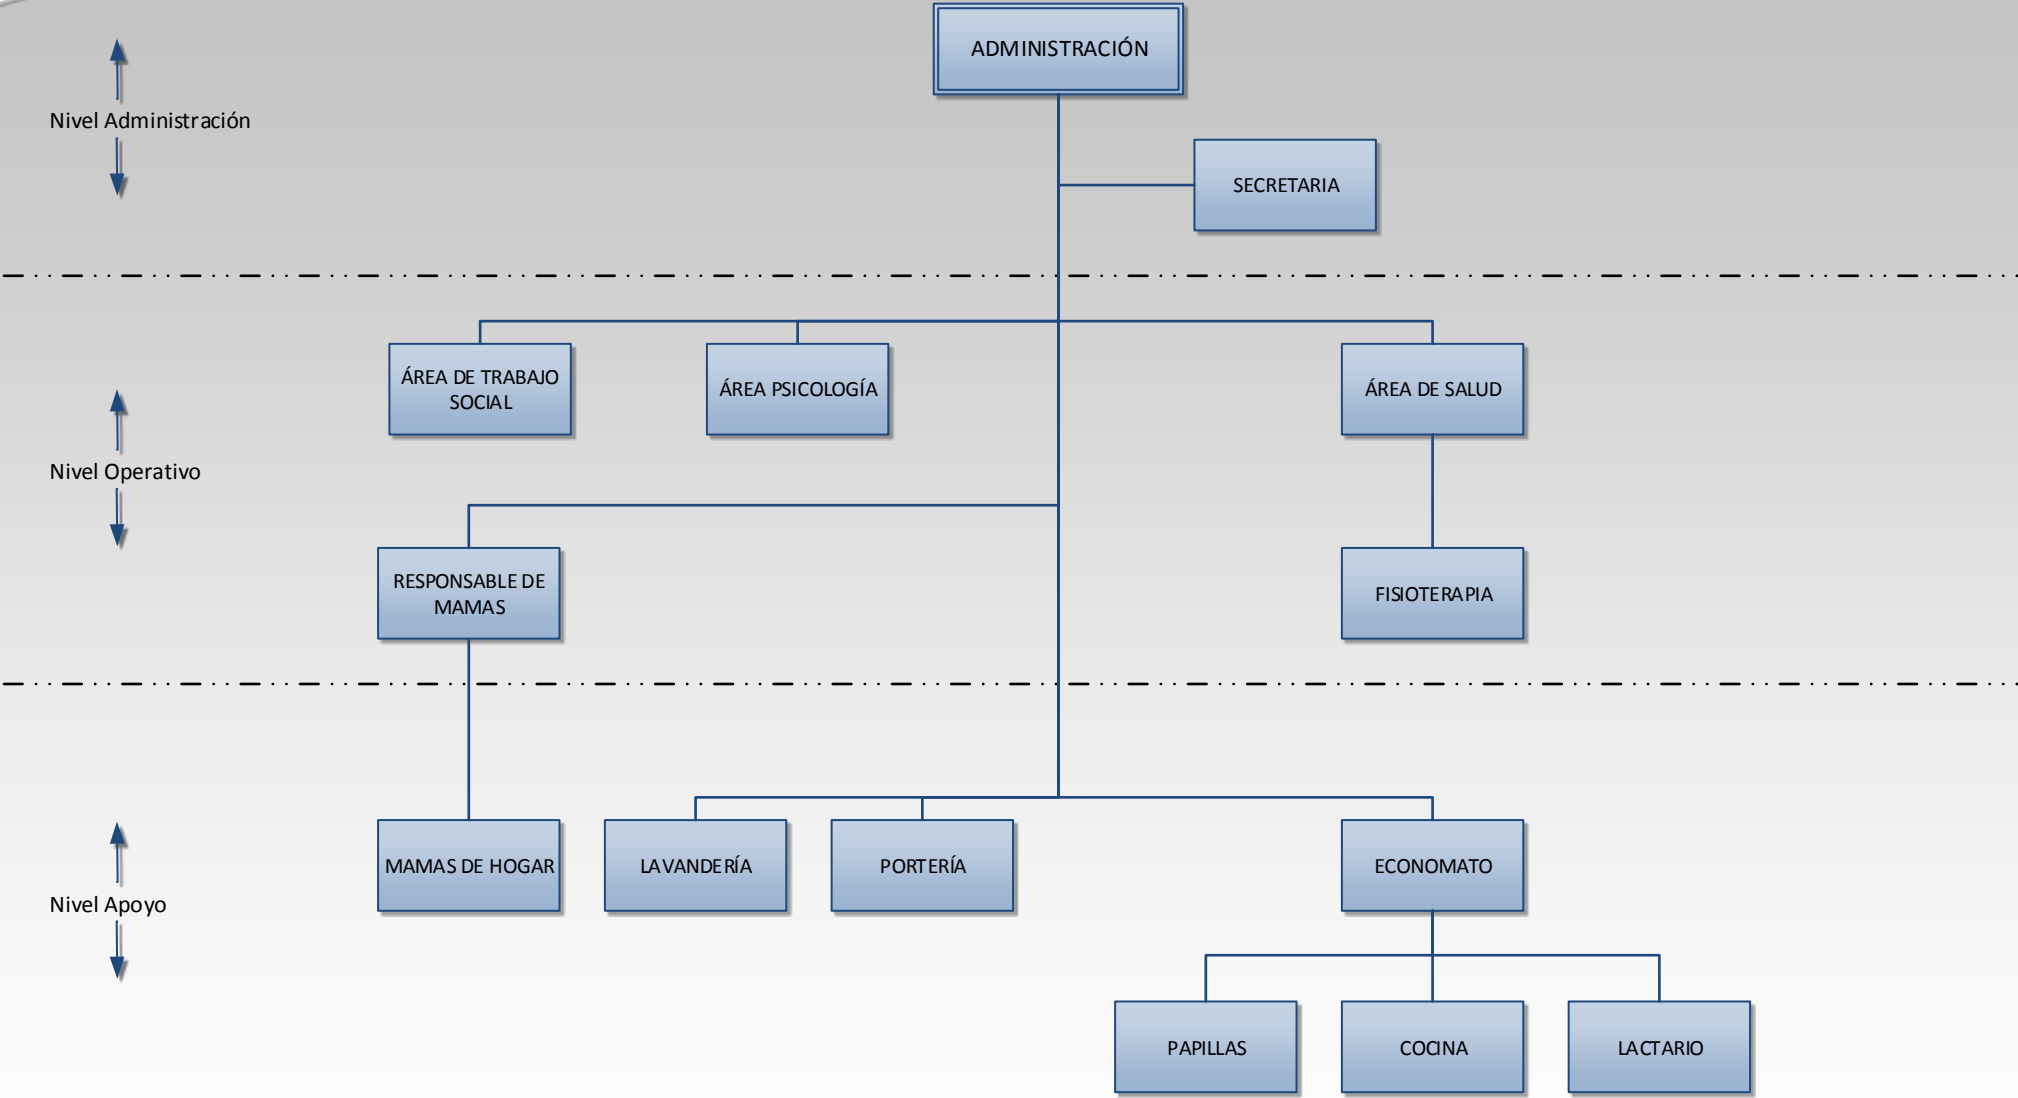 ADMINISTRACIÓN
Nivel Administración
SECRETARIA
ÁREA DE TRABAJO
SOCIAL
ÁREA PSICOLOGÍA
ÁREA DE SALUD
Nivel Operativo
RESPONSABLE DE
MAMAS
FISIOTERAPIA
MAMAS DE HOGAR
LAVANDERÍA
PORTERÍA
ECONOMATO
Nivel Apoyo
PAPILLAS
COCINA
LACTARIO